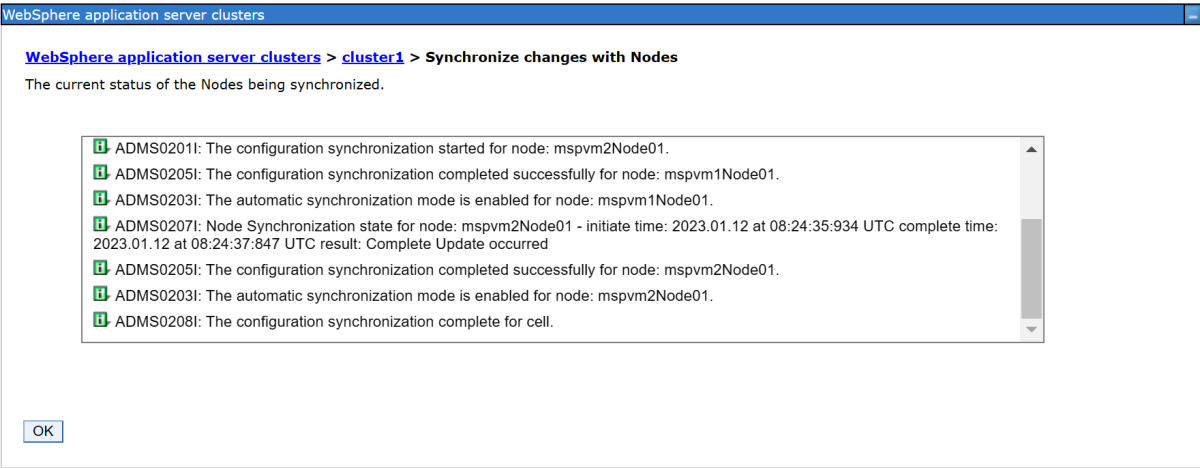 WebSphere application server clusters
WebSphere application server clusters > cluster1 > Synchronize changes with Nodes
The current status of the Nodes being synchronized.
ADMS0201I: The configuration synchronization started for node: mspvm2Node01.
ADMS0205I: The configuration synchronization completed successfully for node: mspvm1Node01.
ADMS0203I: The automatic synchronization mode is enabled for node: mspvm1Node01.
ADMS0207I: Node Synchronization state for node: mspvm2Node01 - initiate time: 2023.01.12 at 08:24:35:934 UTC complete time:
2023.01.12 at 08:24:37:847 UTC result: Complete Update occurred
ADMS0205I: The configuration synchronization completed successfully for node: mspvm2Node01.
ADMS0203I: The automatic synchronization mode is enabled for node: mspvm2Node01.
ADMS0208I: The configuration synchronization complete for cell.
OK